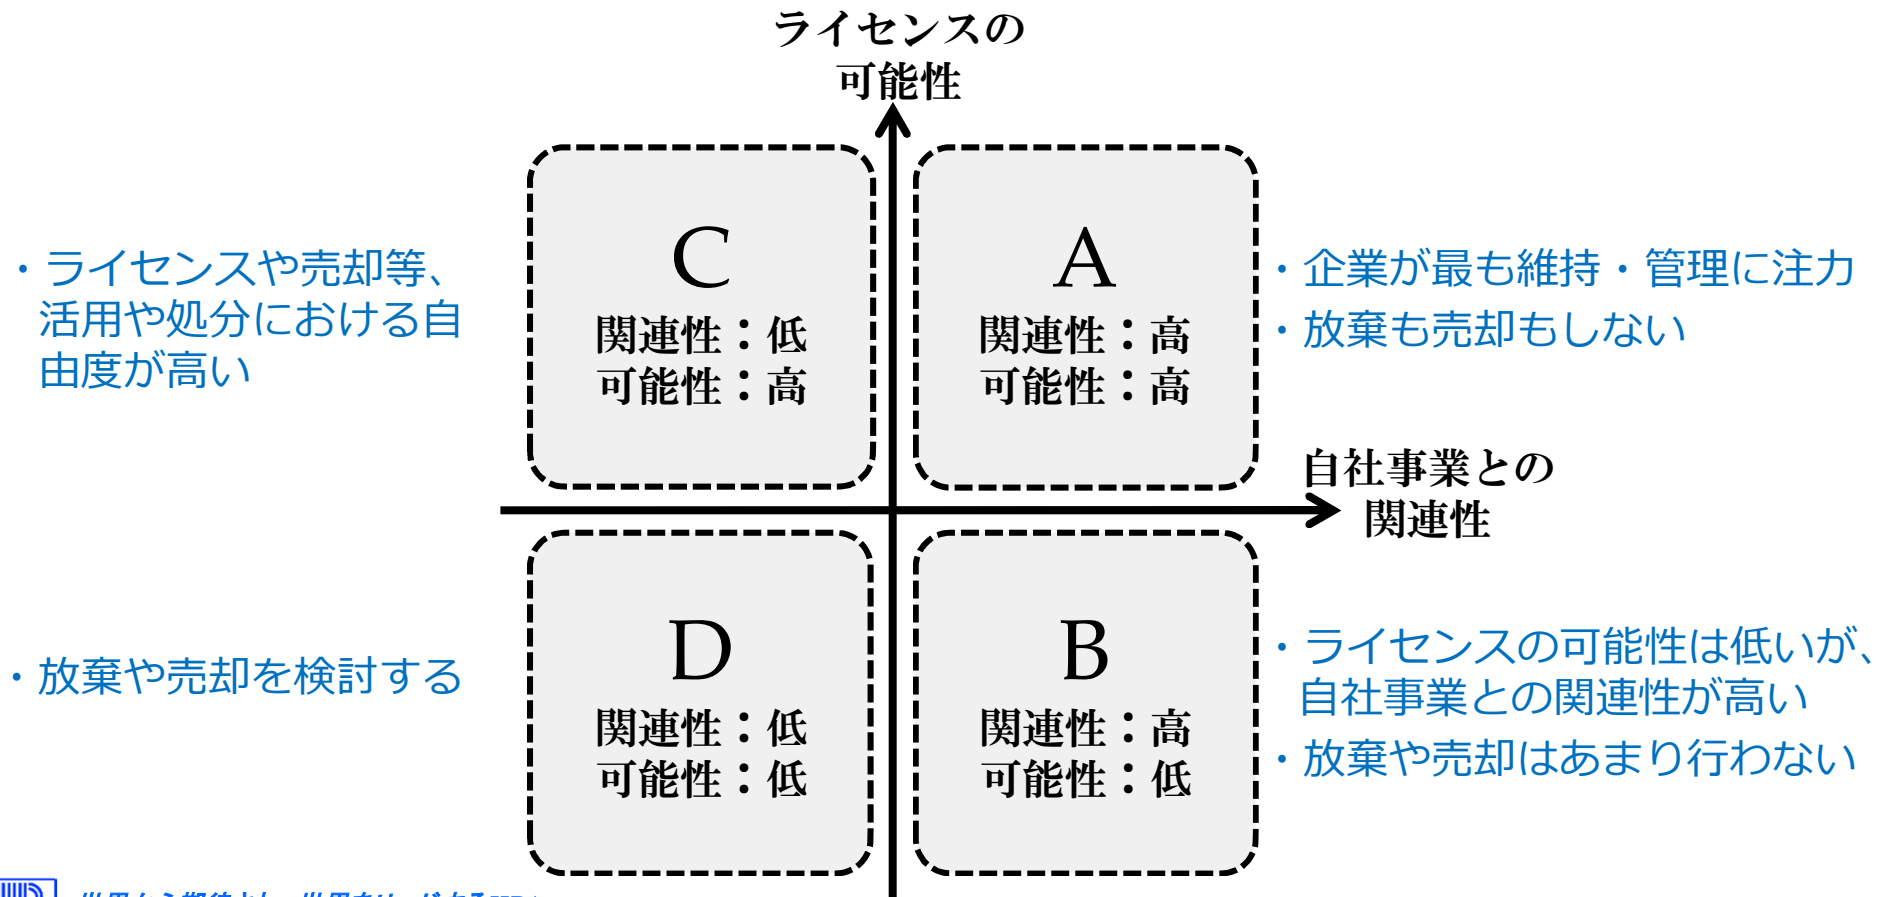 ライセンスの
可能性
C
関連性：低
可能性：高
A
関連性：高
可能性：高
・ライセンスや売却等、
活用や処分における自
由度が高い
・企業が最も維持・管理に注力
・放棄も売却もしない
自社事業との
関連性
D
関連性：低
可能性：低
B
関連性：高
可能性：低
・放棄や売却を検討する
・ライセンスの可能性は低いが、
自社事業との関連性が高い
・放棄や売却はあまり行わない